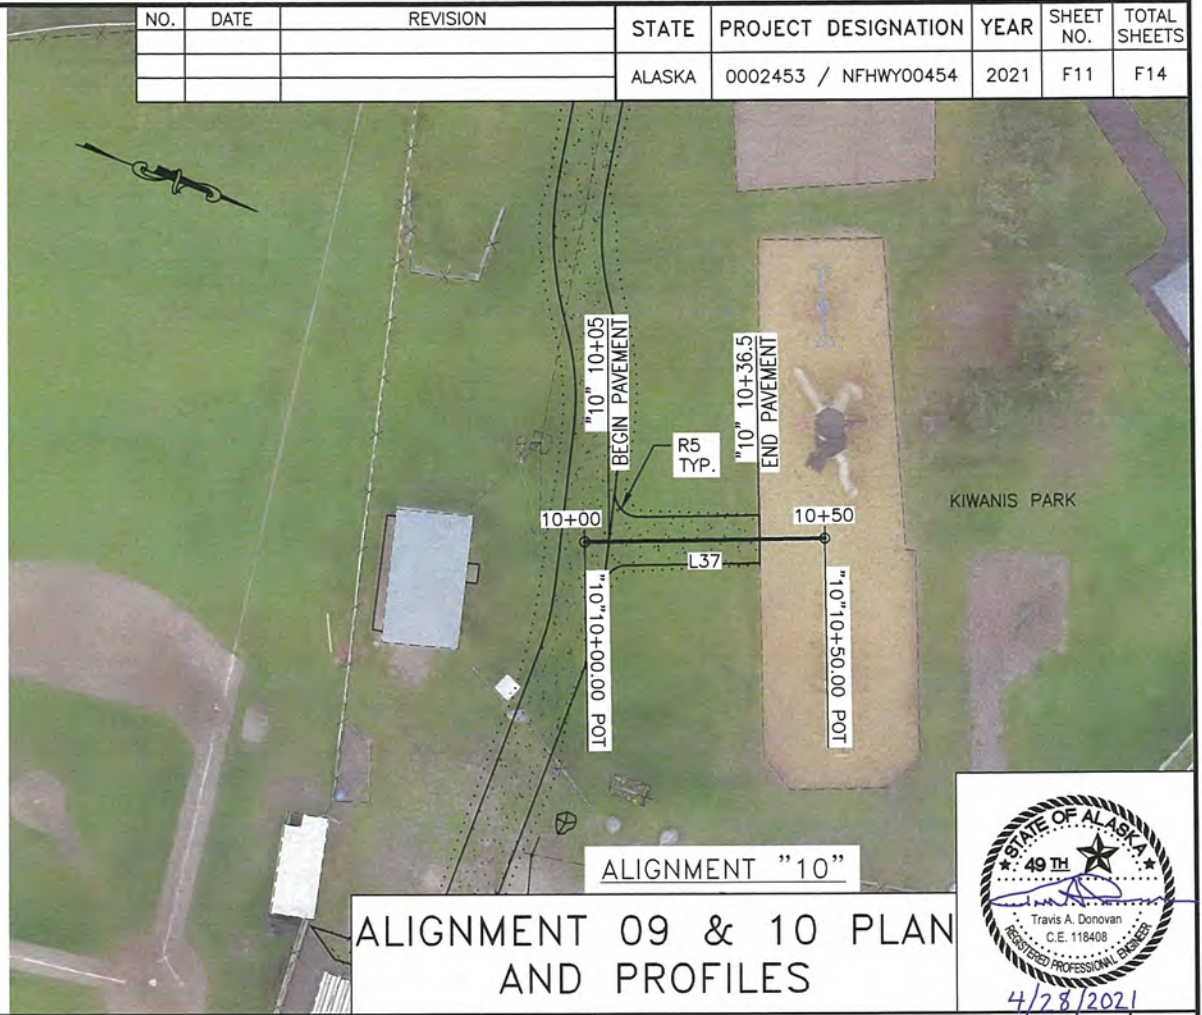 NO. DATE REVISION
STATE PROJECT DESIGNATION YEAR SHEET NO. TOTAL SHEETS
ALASKA 0002453 / NFHWY00454 2021 F11 F14
"10" 10+05
BEGIN PAVEMENT
"10" 10+36.5
END PAVEMENT
R5
TYP.
10+00
10+50
KIWANIS PARK
L37
"10"10+00.00 POT
"10"10+50.00 POT
ALIGNMENT "10"
ALIGNMENT 09 & 10 PLAN
AND PROFILES
STATE OF ALASKA
49 TH
Travis A. Donovan
C.E. 118408
REGISTERED PROFESSIONAL ENGINEER
4/28/2021